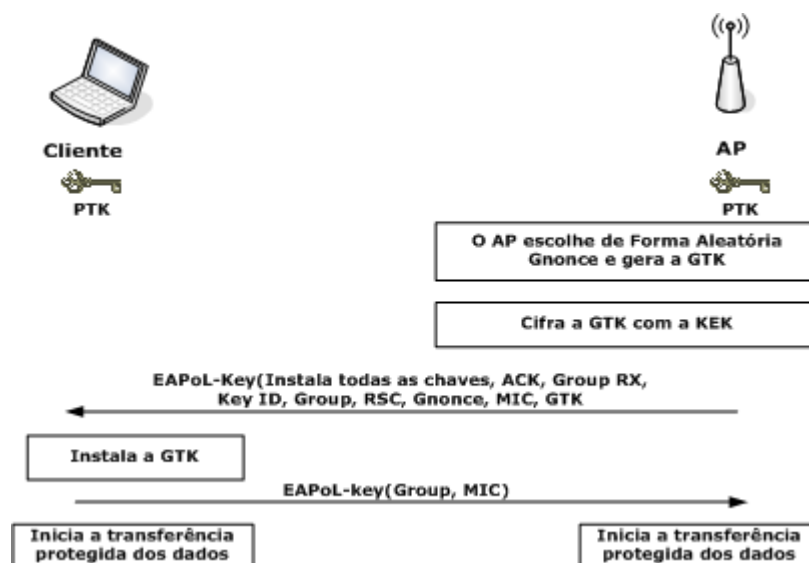 Cliente
AP
PTK
PTK
O AP escolhe de Forma Aleatória
Gnonce e gera a GTK
Cifra a GTK com a KEK
EAPoL-Key(Instala todas as chaves, ACK, Group RX,
Key ID, Group, RSC, Gnonce, MIC, GTK
Instala a GTK
EAPoL-key(Group, MIC)
Inicia a transferência
protegida dos dados
Inicia a transferência
protegida dos dados